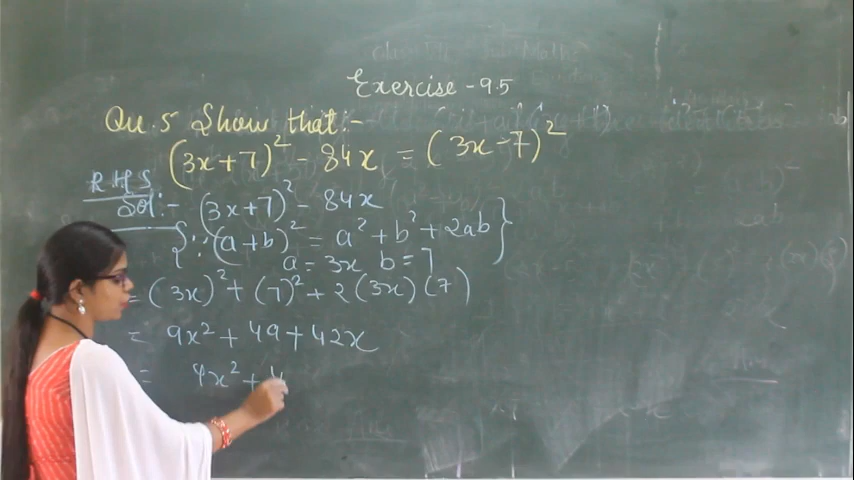 Exercise - 9.5
Qu.5 Show that:-
(3x+7)² - 84x = (3x-7)²
R.H.S
Sol:- (3x+7)² - 84x
{∵ (a+b)² = a² + b² + 2ab
a = 3x b = 7}
= (3x)² + (7)² + 2(3x)(7)
= 9x² + 49 + 42x
= 9x² + 4